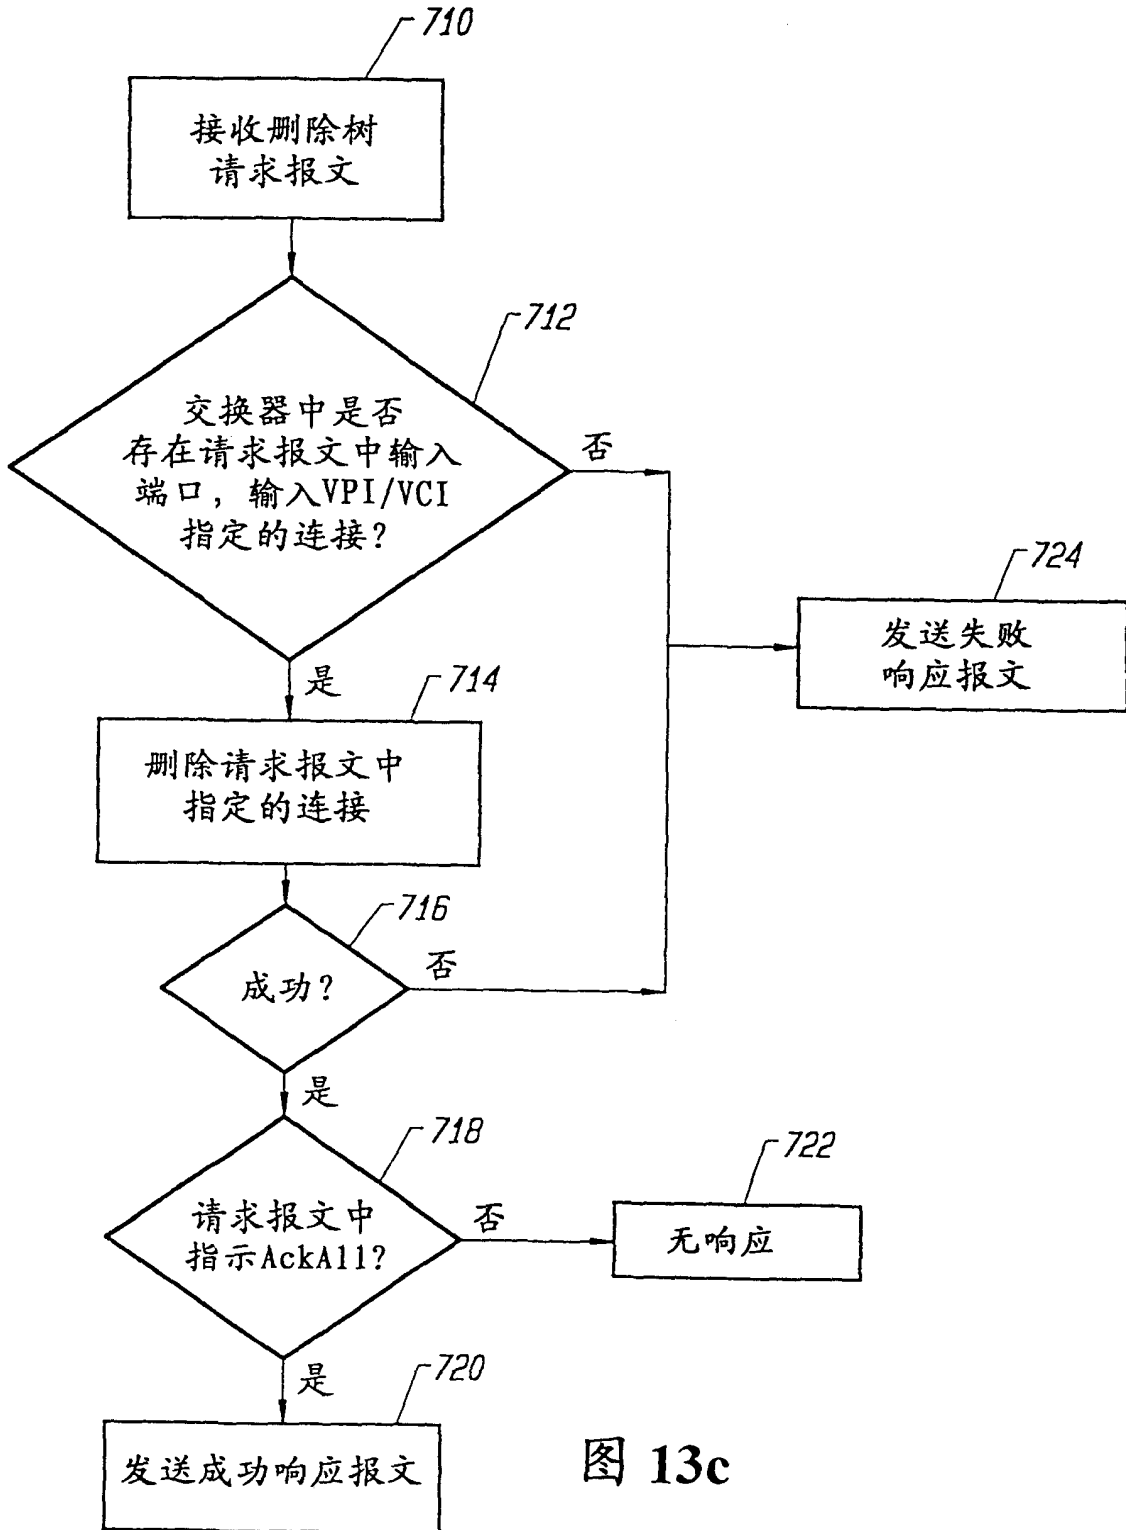 710
接收删除树
请求报文
712
交换器中是否
存在请求报文中输入
端口，输入VPI/VCI
指定的连接？
否
724
发送失败
响应报文
是
714
删除请求报文中
指定的连接
716
成功？
否
是
718
请求报文中
指示AckAll？
否
722
无响应
是
720
发送成功响应报文
图 13c